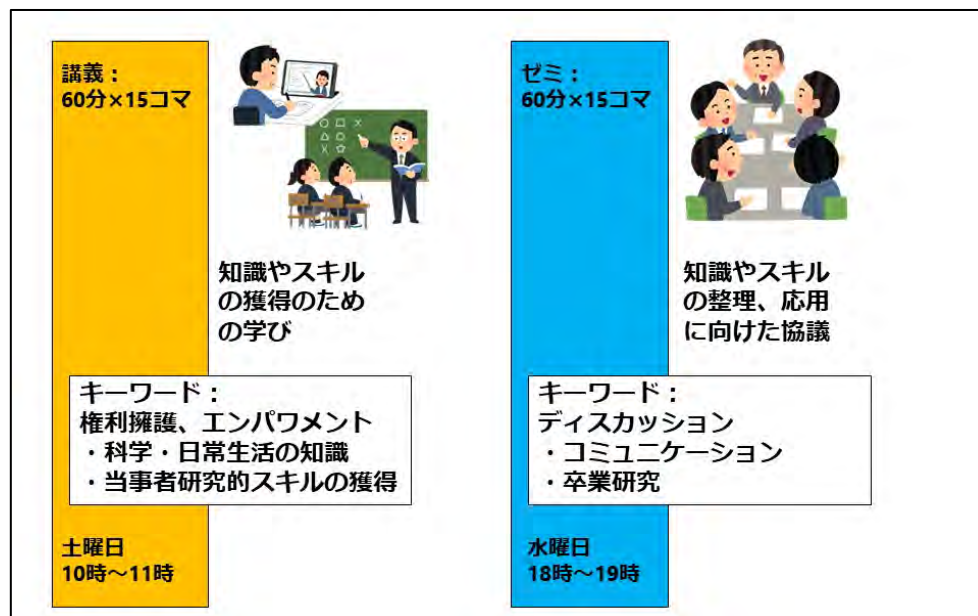 講義：
60分×15コマ
知識やスキル
の獲得のため
の学び
キーワード：
権利擁護、エンパワメント
・科学・日常生活の知識
・当事者研究的スキルの獲得
土曜日
10時～11時
ゼミ：
60分×15コマ
知識やスキル
の整理、応用
に向けた協議
キーワード：
ディスカッション
・コミュニケーション
・卒業研究
水曜日
18時～19時